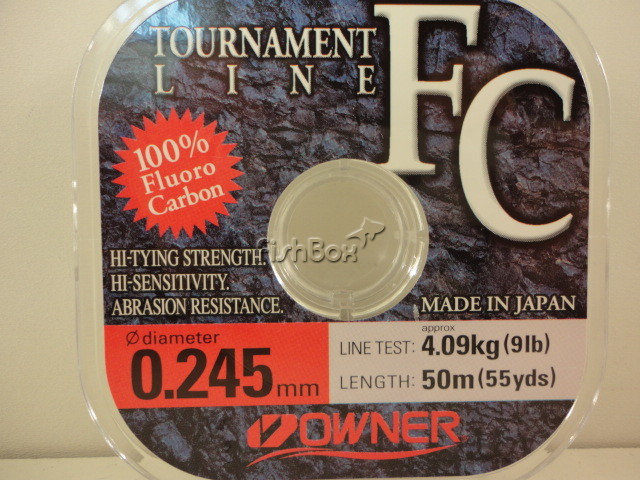 TOURNAMENT
LINE
FC
100%
Fluoro
Carbon
fishBox
HI-TYING STRENGTH.
HI-SENSITIVITY.
ABRASION RESISTANCE.
MADE IN JAPAN
Ø diameter
0.245mm
approx
LINE TEST: 4.09kg (9lb)
LENGTH: 50m (55yds)
OWNER